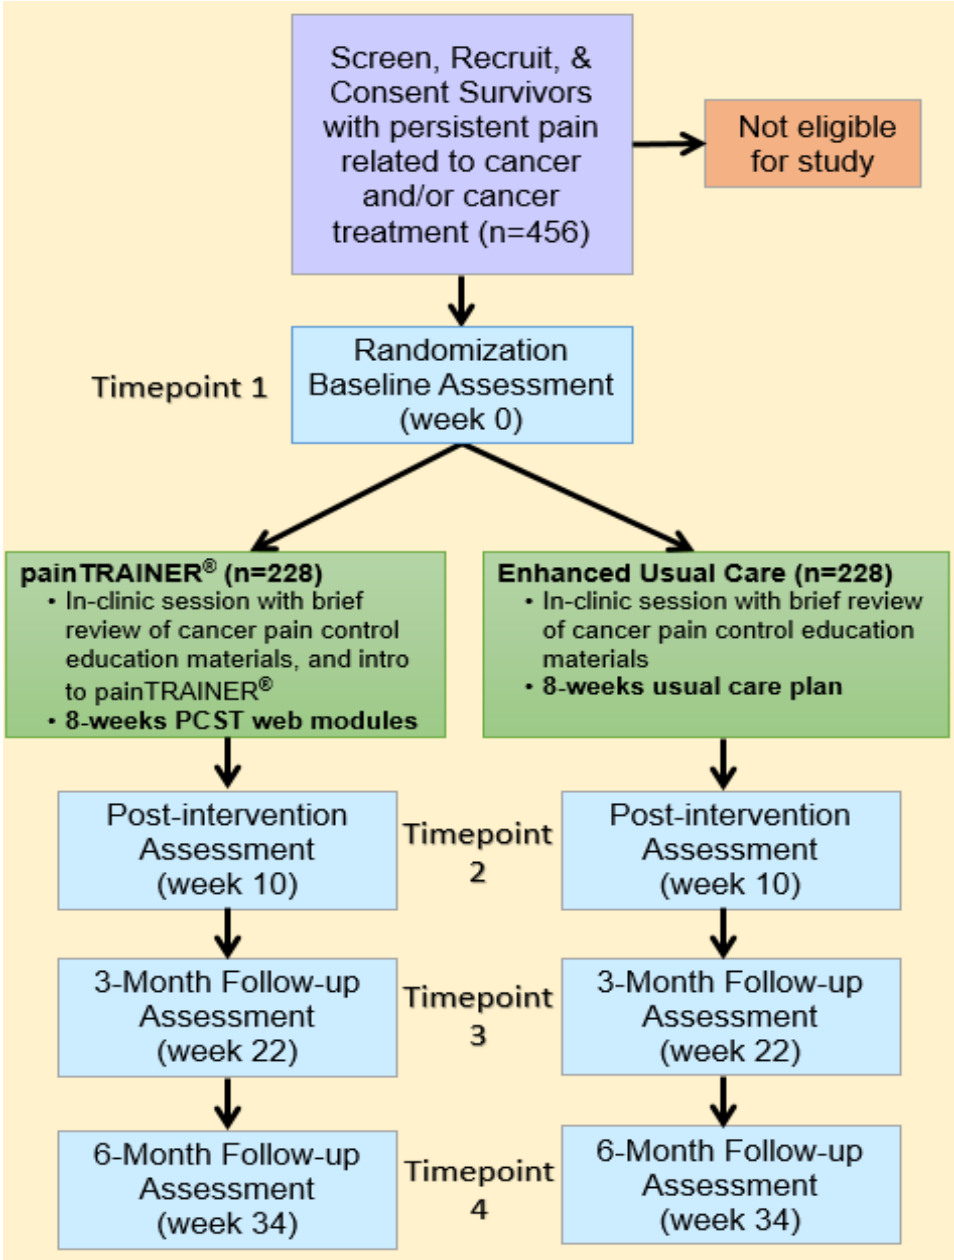 Screen, Recruit, &
Consent Survivors
with persistent pain
related to cancer
and/or cancer
treatment (n=456)
Not eligible
for study
Timepoint 1
Randomization
Baseline Assessment
(week 0)
painTRAINER® (n=228)
• In-clinic session with brief
review of cancer pain control
education materials, and intro
to painTRAINER®
• 8-weeks PCST web modules
Enhanced Usual Care (n=228)
• In-clinic session with brief review
of cancer pain control education
materials
• 8-weeks usual care plan
Post-intervention
Assessment
(week 10)
Timepoint
2
Post-intervention
Assessment
(week 10)
3-Month Follow-up
Assessment
(week 22)
Timepoint
3
3-Month Follow-up
Assessment
(week 22)
6-Month Follow-up
Assessment
(week 34)
Timepoint
4
6-Month Follow-up
Assessment
(week 34)